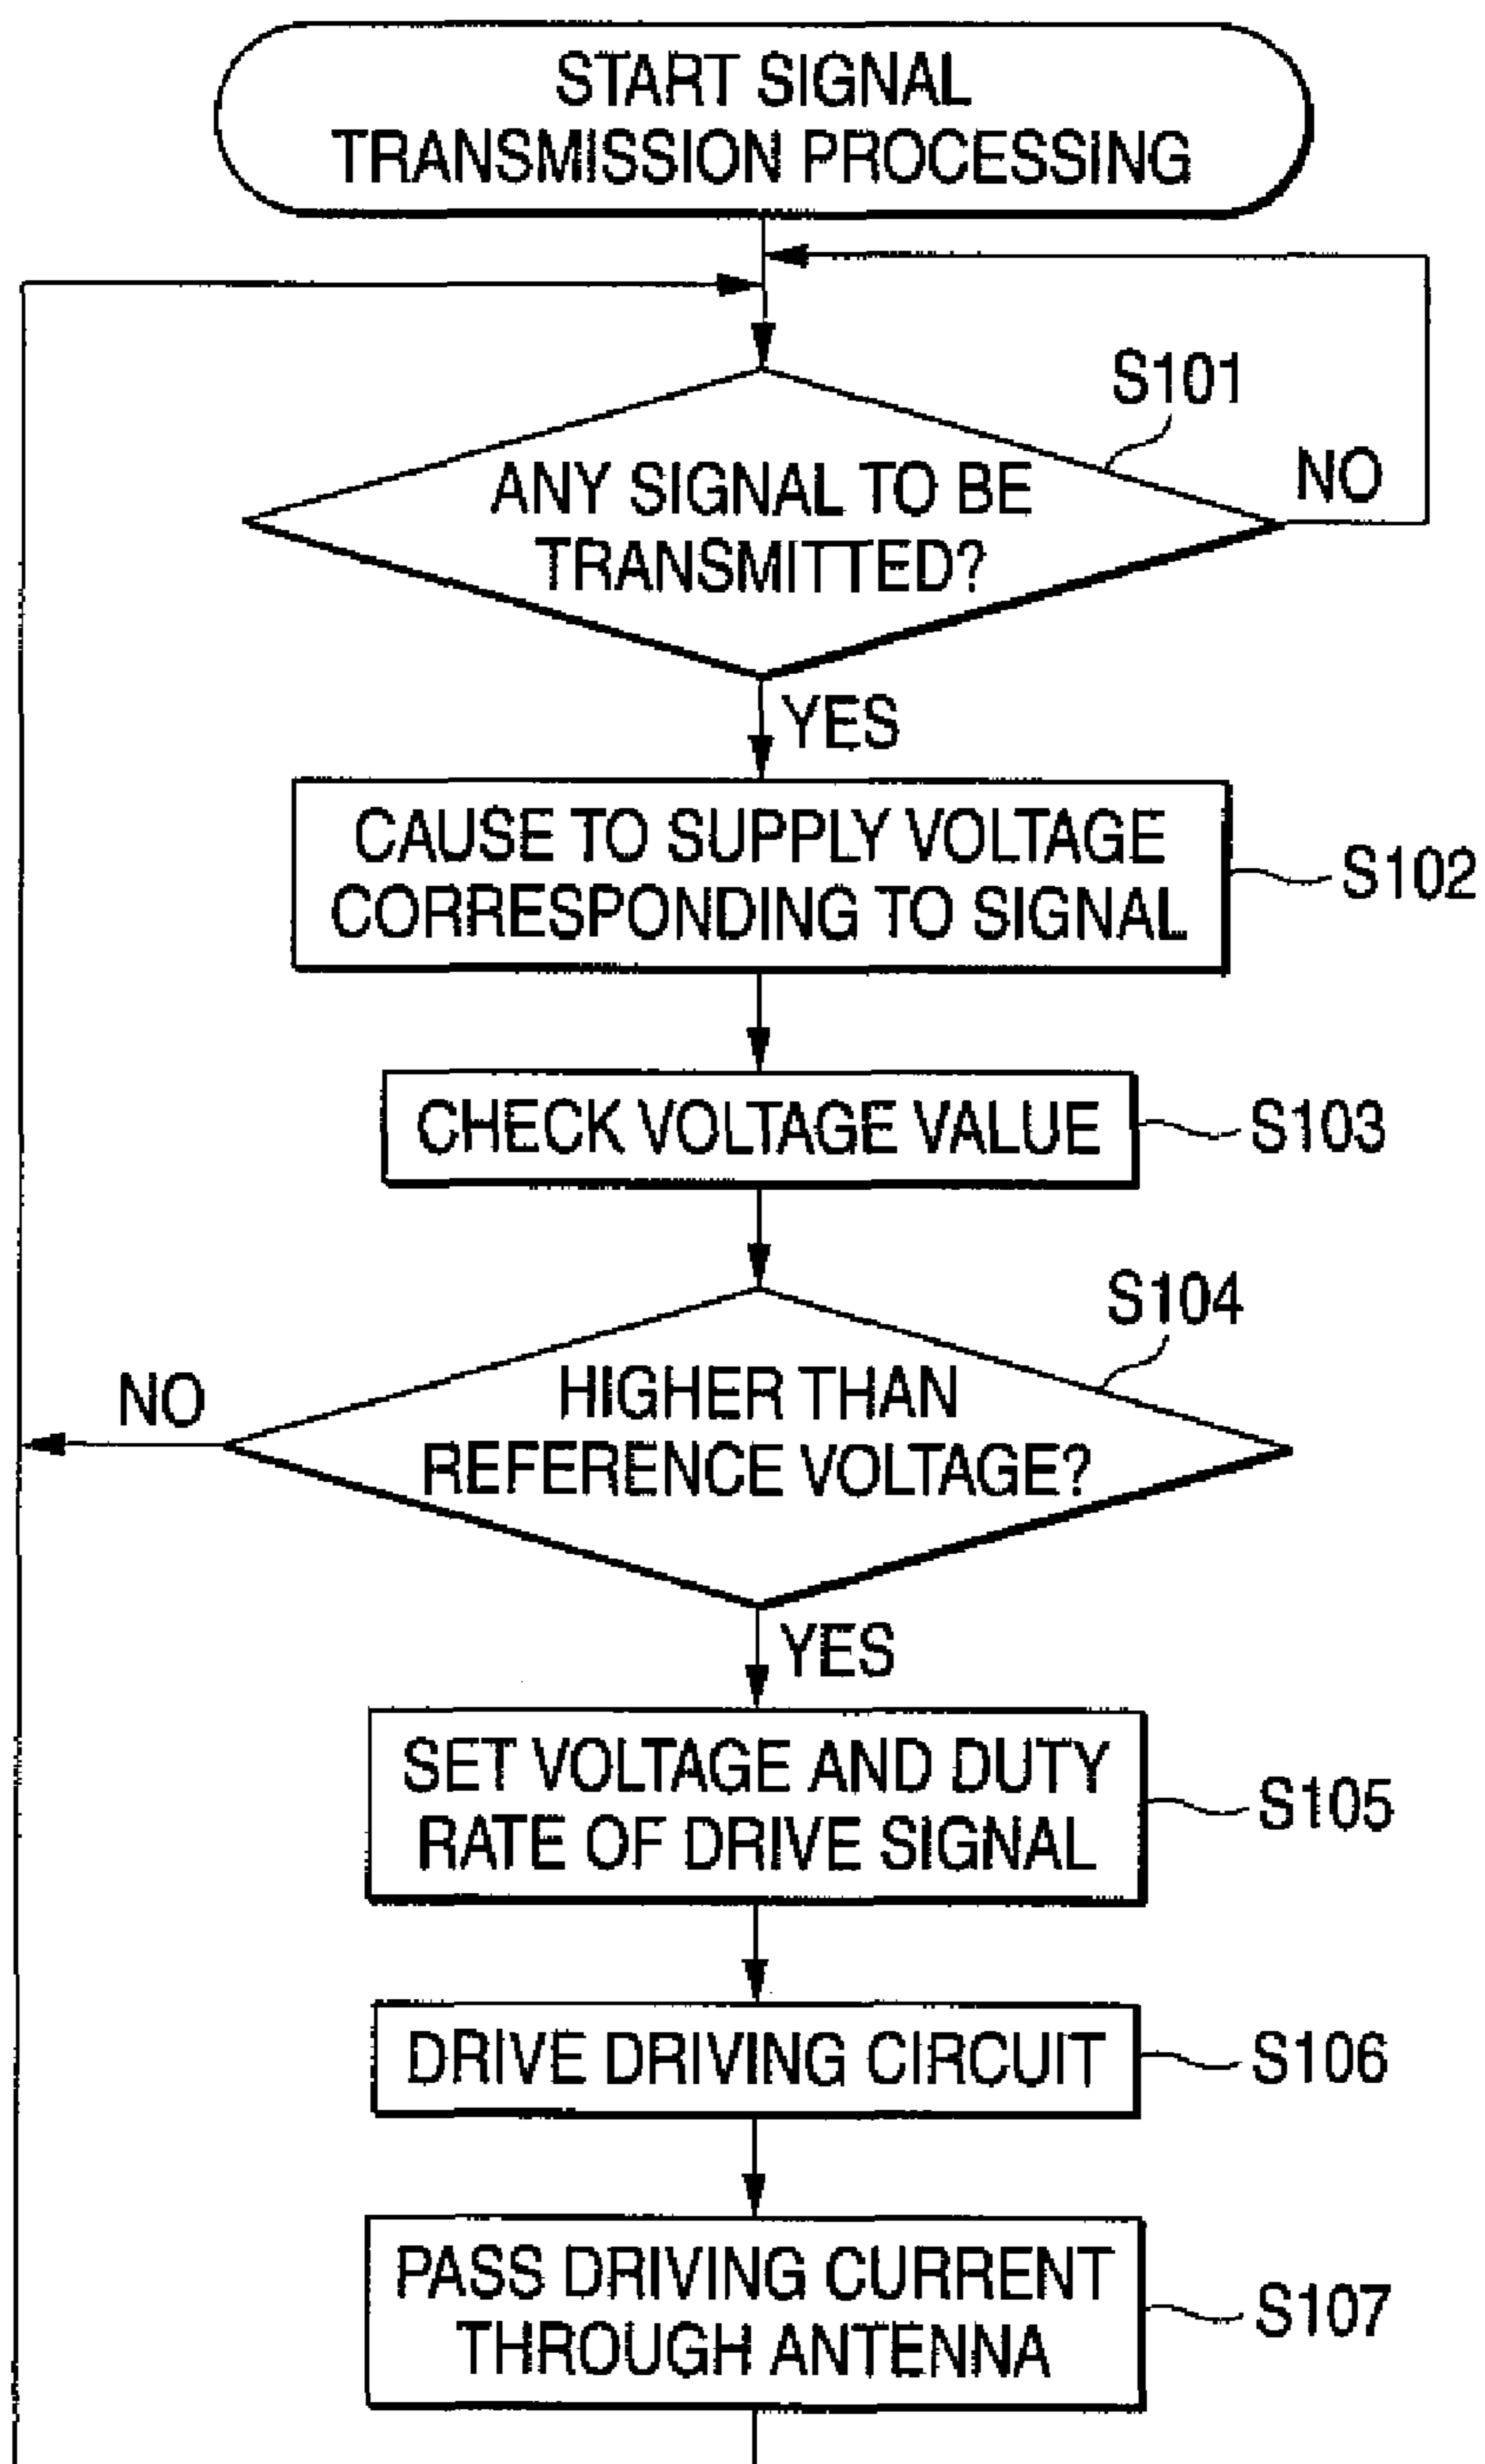 START SIGNAL
TRANSMISSION PROCESSING
S101
ANY SIGNAL TO BE
TRANSMITTED?
NO
YES
CAUSE TO SUPPLY VOLTAGE
CORRESPONDING TO SIGNAL
S102
CHECK VOLTAGE VALUE
S103
S104
HIGHER THAN
REFERENCE VOLTAGE?
NO
YES
SET VOLTAGE AND DUTY
RATE OF DRIVE SIGNAL
S105
DRIVE DRIVING CIRCUIT
S106
PASS DRIVING CURRENT
THROUGH ANTENNA
S107